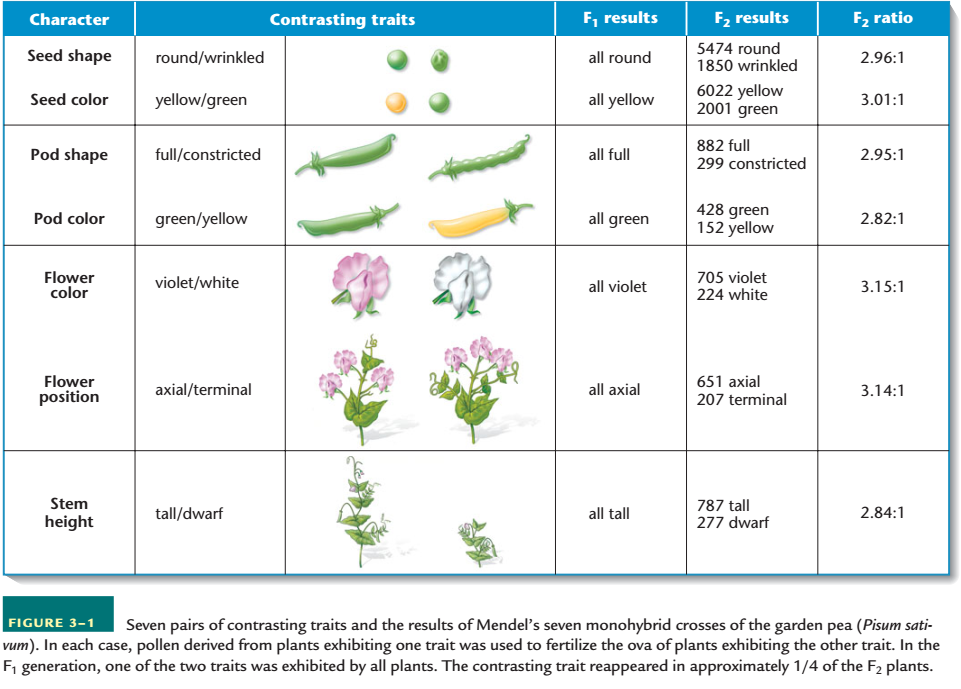 Character Contrasting traits F₁ results F₂ results F₂ ratio
Seed shape round/wrinkled all round 5474 round 2.96:1
1850 wrinkled
Seed color yellow/green all yellow 6022 yellow 3.01:1
2001 green
Pod shape full/constricted all full 882 full 2.95:1
299 constricted
Pod color green/yellow all green 428 green 2.82:1
152 yellow
Flower violet/white all violet 705 violet 3.15:1
color 224 white
Flower axial/terminal all axial 651 axial 3.14:1
position 207 terminal
Stem tall/dwarf all tall 787 tall 2.84:1
height 277 dwarf
FIGURE 3–1 Seven pairs of contrasting traits and the results of Mendel’s seven monohybrid crosses of the garden pea (Pisum sati-
vum). In each case, pollen derived from plants exhibiting one trait was used to fertilize the ova of plants exhibiting the other trait. In the
F₁ generation, one of the two traits was exhibited by all plants. The contrasting trait reappeared in approximately 1/4 of the F₂ plants.